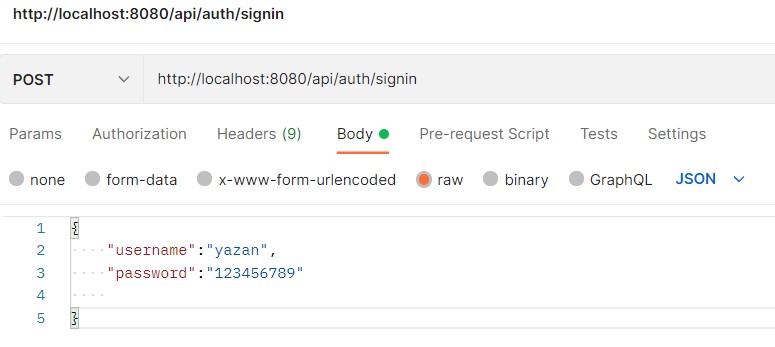 http://localhost:8080/api/auth/signin
POST http://localhost:8080/api/auth/signin
Params Authorization Headers (9) Body Pre-request Script Tests Settings
none form-data x-www-form-urlencoded raw binary GraphQL JSON
1 {
2 ····"username":"yazan",
3 ····"password":"123456789"
4 ····
5 }